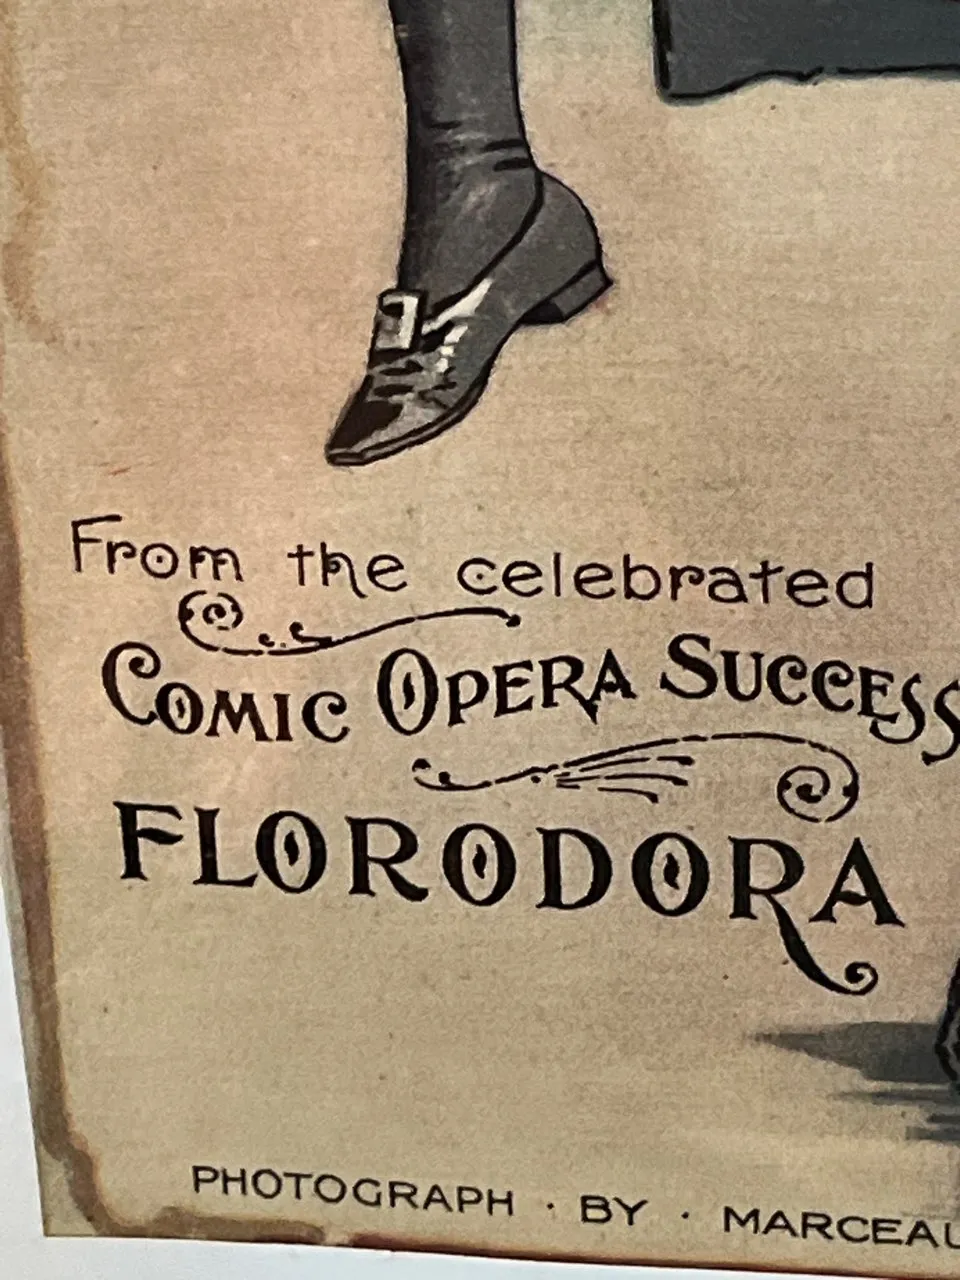 From the celebrated
COMIC OPERA SUCCESS
FLORODORA
PHOTOGRAPH · BY · MARCEAU